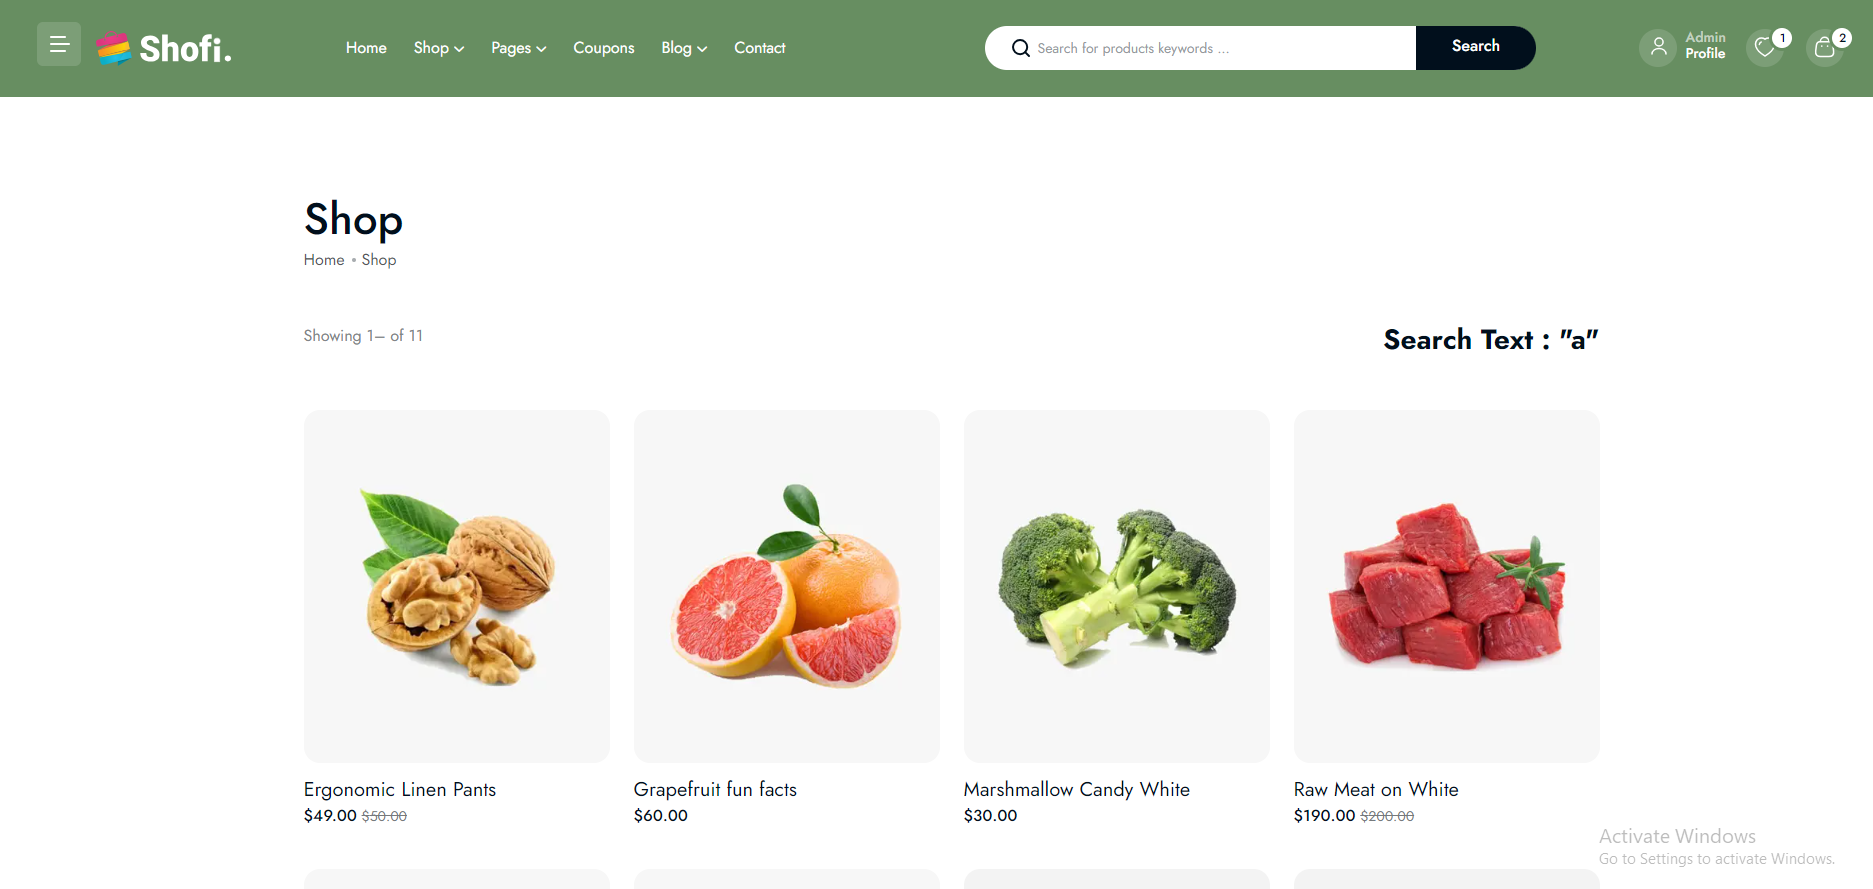 Shofi.
Home Shop Pages Coupons Blog Contact
Search for products keywords ...
Search
Admin
Profile
1
2
Shop
Home • Shop
Showing 1– of 11
Search Text : "a"
Ergonomic Linen Pants
$49.00 $50.00
Grapefruit fun facts
$60.00
Marshmallow Candy White
$30.00
Raw Meat on White
$190.00 $200.00
Activate Windows
Go to Settings to activate Windows.